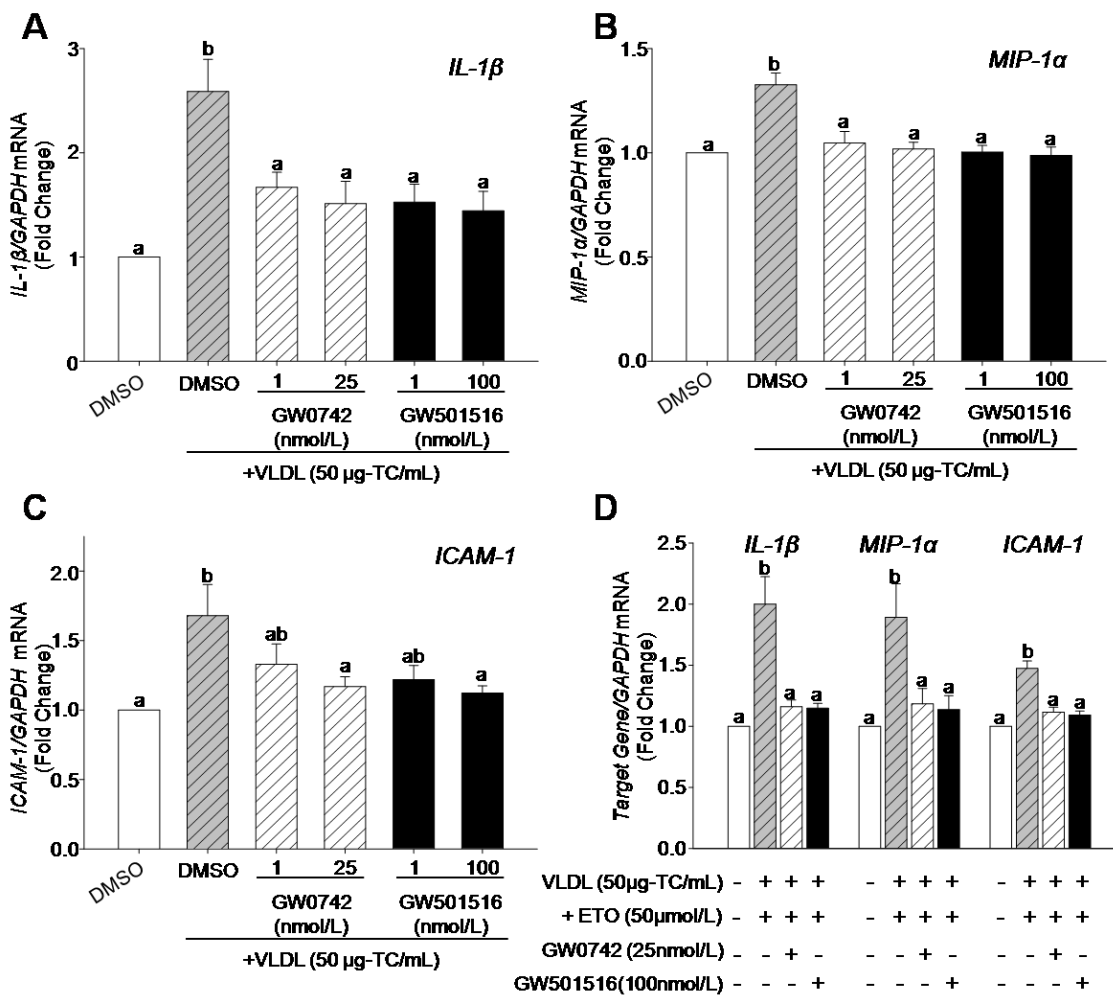 A
IL-1β
IL-1β/GAPDH mRNA
(Fold Change)
3
2
1
0
a
b
a
a
a
a
DMSO
DMSO
1
25
1
100
GW0742
(nmol/L)
GW501516
(nmol/L)
+VLDL (50 µg-TC/mL)
B
MIP-1α
MIP-1α/GAPDH mRNA
(Fold Change)
1.5
1.0
0.5
0.0
a
b
a
a
a
a
DMSO
DMSO
1
25
1
100
GW0742
(nmol/L)
GW501516
(nmol/L)
+VLDL (50 µg-TC/mL)
C
ICAM-1
ICAM-1/GAPDH mRNA
(Fold Change)
2.0
1.5
1.0
0.5
0.0
a
b
ab
a
ab
a
DMSO
DMSO
1
25
1
100
GW0742
(nmol/L)
GW501516
(nmol/L)
+VLDL (50 µg-TC/mL)
D
IL-1β MIP-1α ICAM-1
Target Gene/GAPDH mRNA
(Fold Change)
2.5
2.0
1.5
1.0
0.5
0.0
a b a a a b a a a b a a
VLDL (50µg-TC/mL) - + + + - + + + - + + +
+ ETO (50µmol/L) - + + + - + + + - + + +
GW0742 (25nmol/L) - - + - - - + - - - + -
GW501516(100nmol/L) - - - + - - - + - - - +